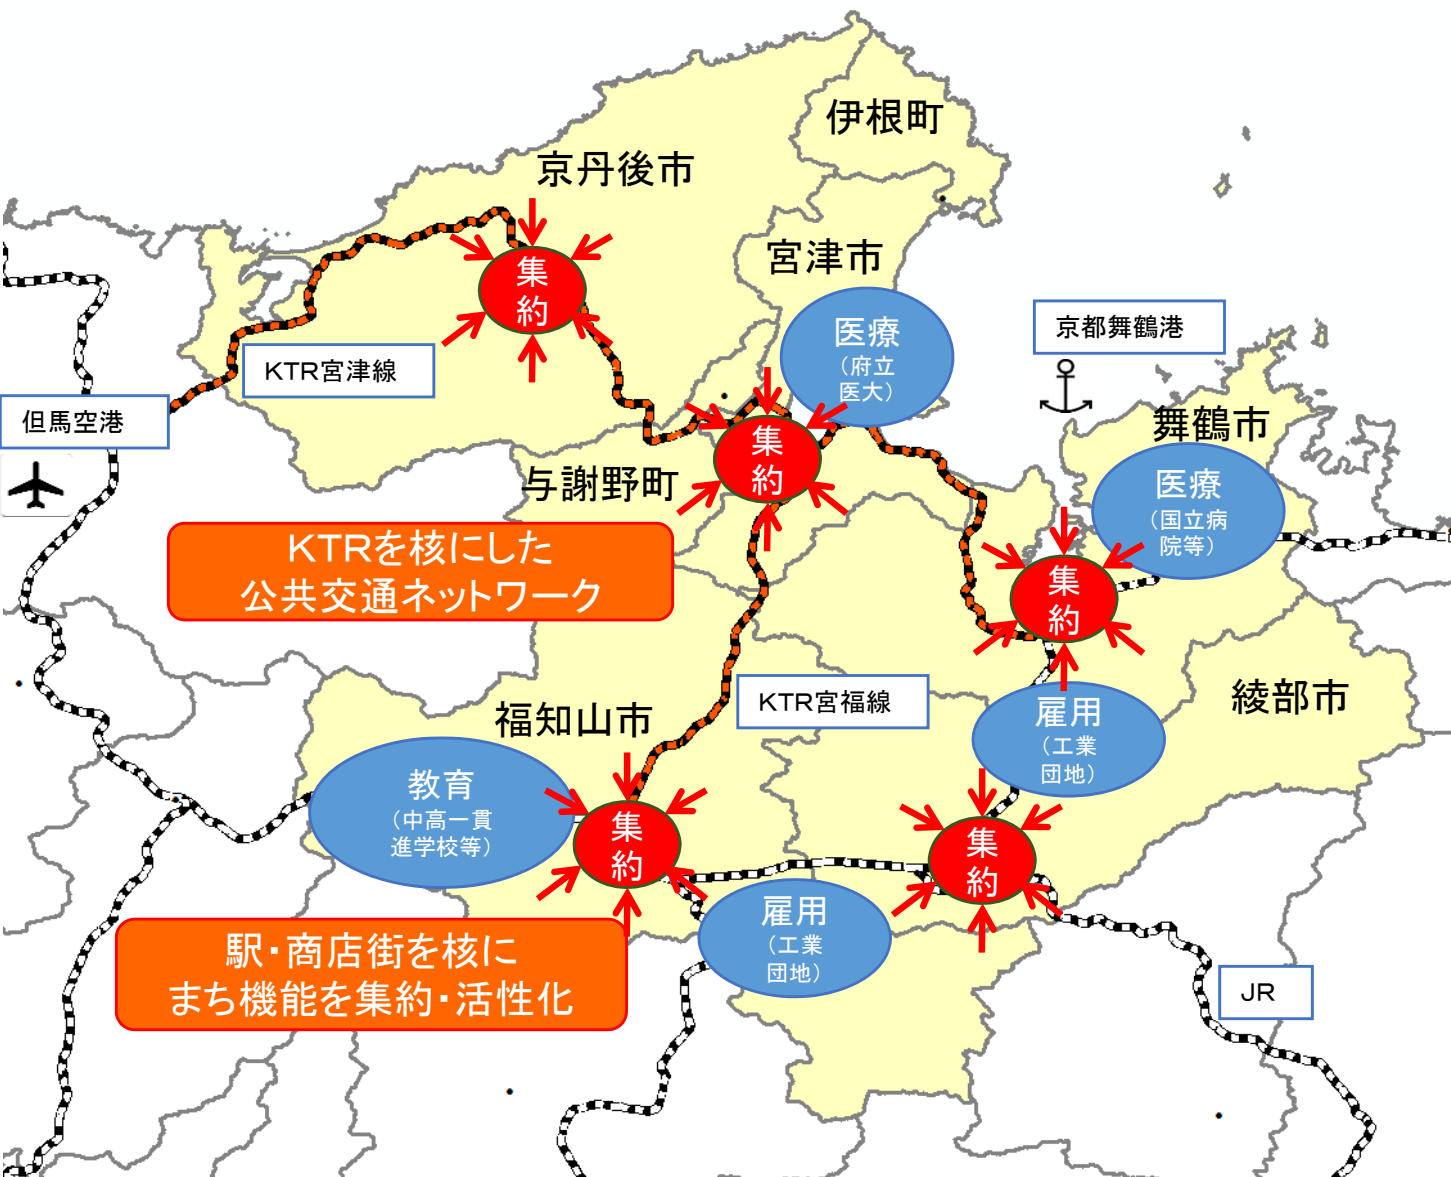 伊根町
京丹後市
宮津市
集
約
医療
（府立
医大）
京都舞鶴港
KTR宮津線
但馬空港
舞鶴市
集
約
与謝野町
医療
（国立病
院等）
KTRを核にした
公共交通ネットワーク
集
約
KTR宮福線
綾部市
福知山市
雇用
（工業
団地）
教育
（中高一貫
進学校等）
集
約
集
約
雇用
（工業
団地）
駅・商店街を核に
まち機能を集約・活性化
JR